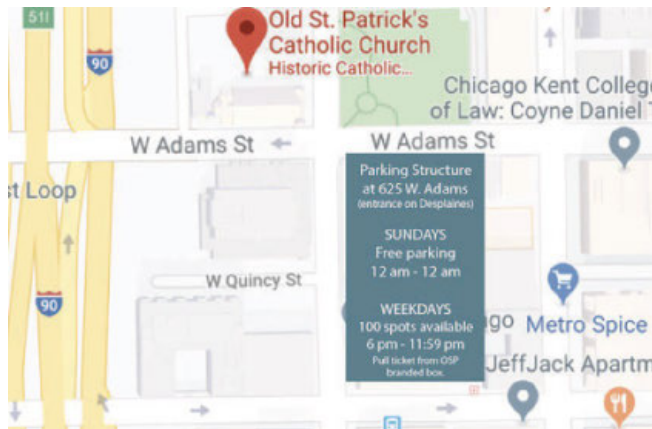 511
90
Old St. Patrick's
Catholic Church
Historic Catholic...
Chicago Kent College
of Law: Coyne Daniel
W Adams St
W Adams St
st Loop
Parking Structure
at 625 W. Adams
(entrance on Desplaines)
SUNDAYS
Free parking
12 am - 12 am
W Quincy St
90
WEEKDAYS
100 spots available
6 pm - 11:59 pm
Pull ticket from OSP
branded box.
go
Metro Spice
JeffJack Apartm